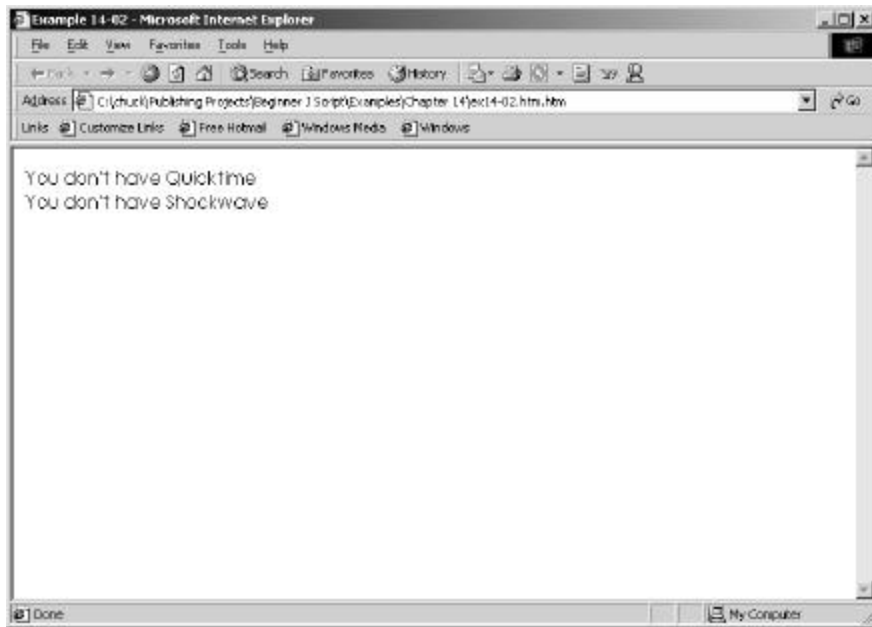 Example 14-02 - Microsoft Internet Explorer
File Edit View Favorites Tools Help
Back Search Favorites History
Address C:\chuck\Publishing Projects\Beginner J Script\Examples\Chapter 14\ex14-02.htm.htm Go
Links Customize Links Free Hotmail Windows Media Windows
You don't have Quicktime
You don't have Shockwave
Done My Computer